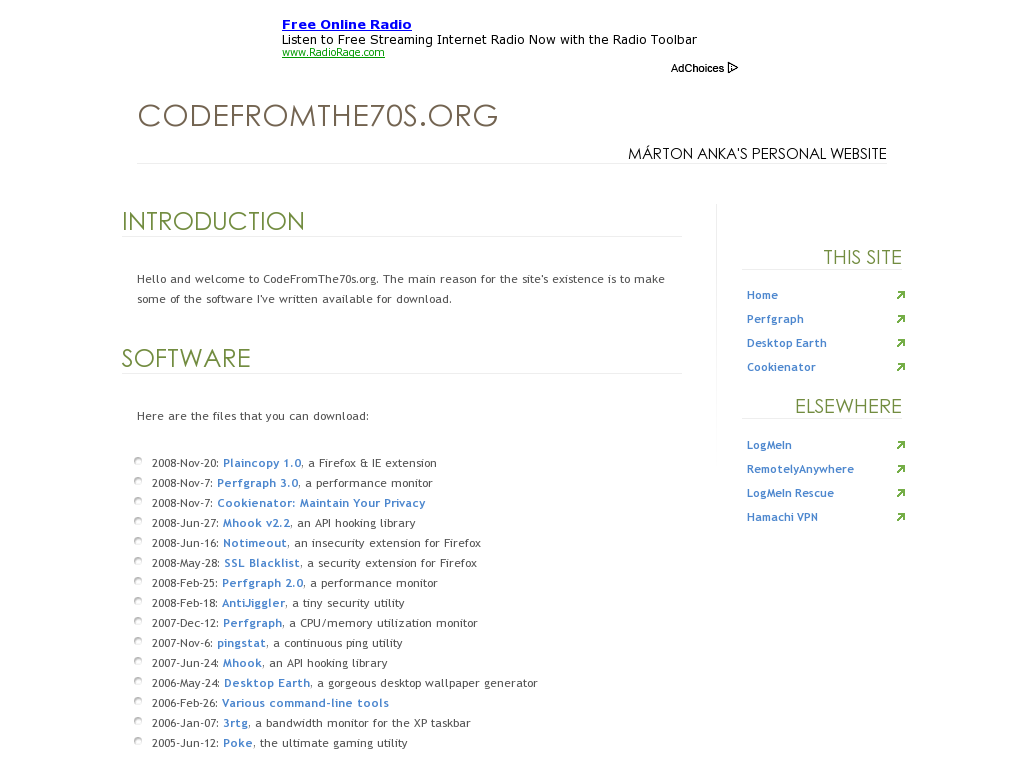 Free Online Radio
Listen to Free Streaming Internet Radio Now with the Radio Toolbar
www.RadioRage.com
AdChoices
CODEFROMTHE70S.ORG
MÁRTON ANKA'S PERSONAL WEBSITE
INTRODUCTION
Hello and welcome to CodeFromThe70s.org. The main reason for the site's existence is to make
some of the software I've written available for download.
SOFTWARE
Here are the files that you can download:
2008-Nov-20: Plaincopy 1.0, a Firefox & IE extension
2008-Nov-7: Perfgraph 3.0, a performance monitor
2008-Nov-7: Cookienator: Maintain Your Privacy
2008-Jun-27: Mhook v2.2, an API hooking library
2008-Jun-16: Notimeout, an insecurity extension for Firefox
2008-May-28: SSL Blacklist, a security extension for Firefox
2008-Feb-25: Perfgraph 2.0, a performance monitor
2008-Feb-18: AntiJiggler, a tiny security utility
2007-Dec-12: Perfgraph, a CPU/memory utilization monitor
2007-Nov-6: pingstat, a continuous ping utility
2007-Jun-24: Mhook, an API hooking library
2006-May-24: Desktop Earth, a gorgeous desktop wallpaper generator
2006-Feb-26: Various command-line tools
2006-Jan-07: 3rtg, a bandwidth monitor for the XP taskbar
2005-Jun-12: Poke, the ultimate gaming utility
THIS SITE
Home
Perfgraph
Desktop Earth
Cookienator
ELSEWHERE
LogMeIn
RemotelyAnywhere
LogMeIn Rescue
Hamachi VPN